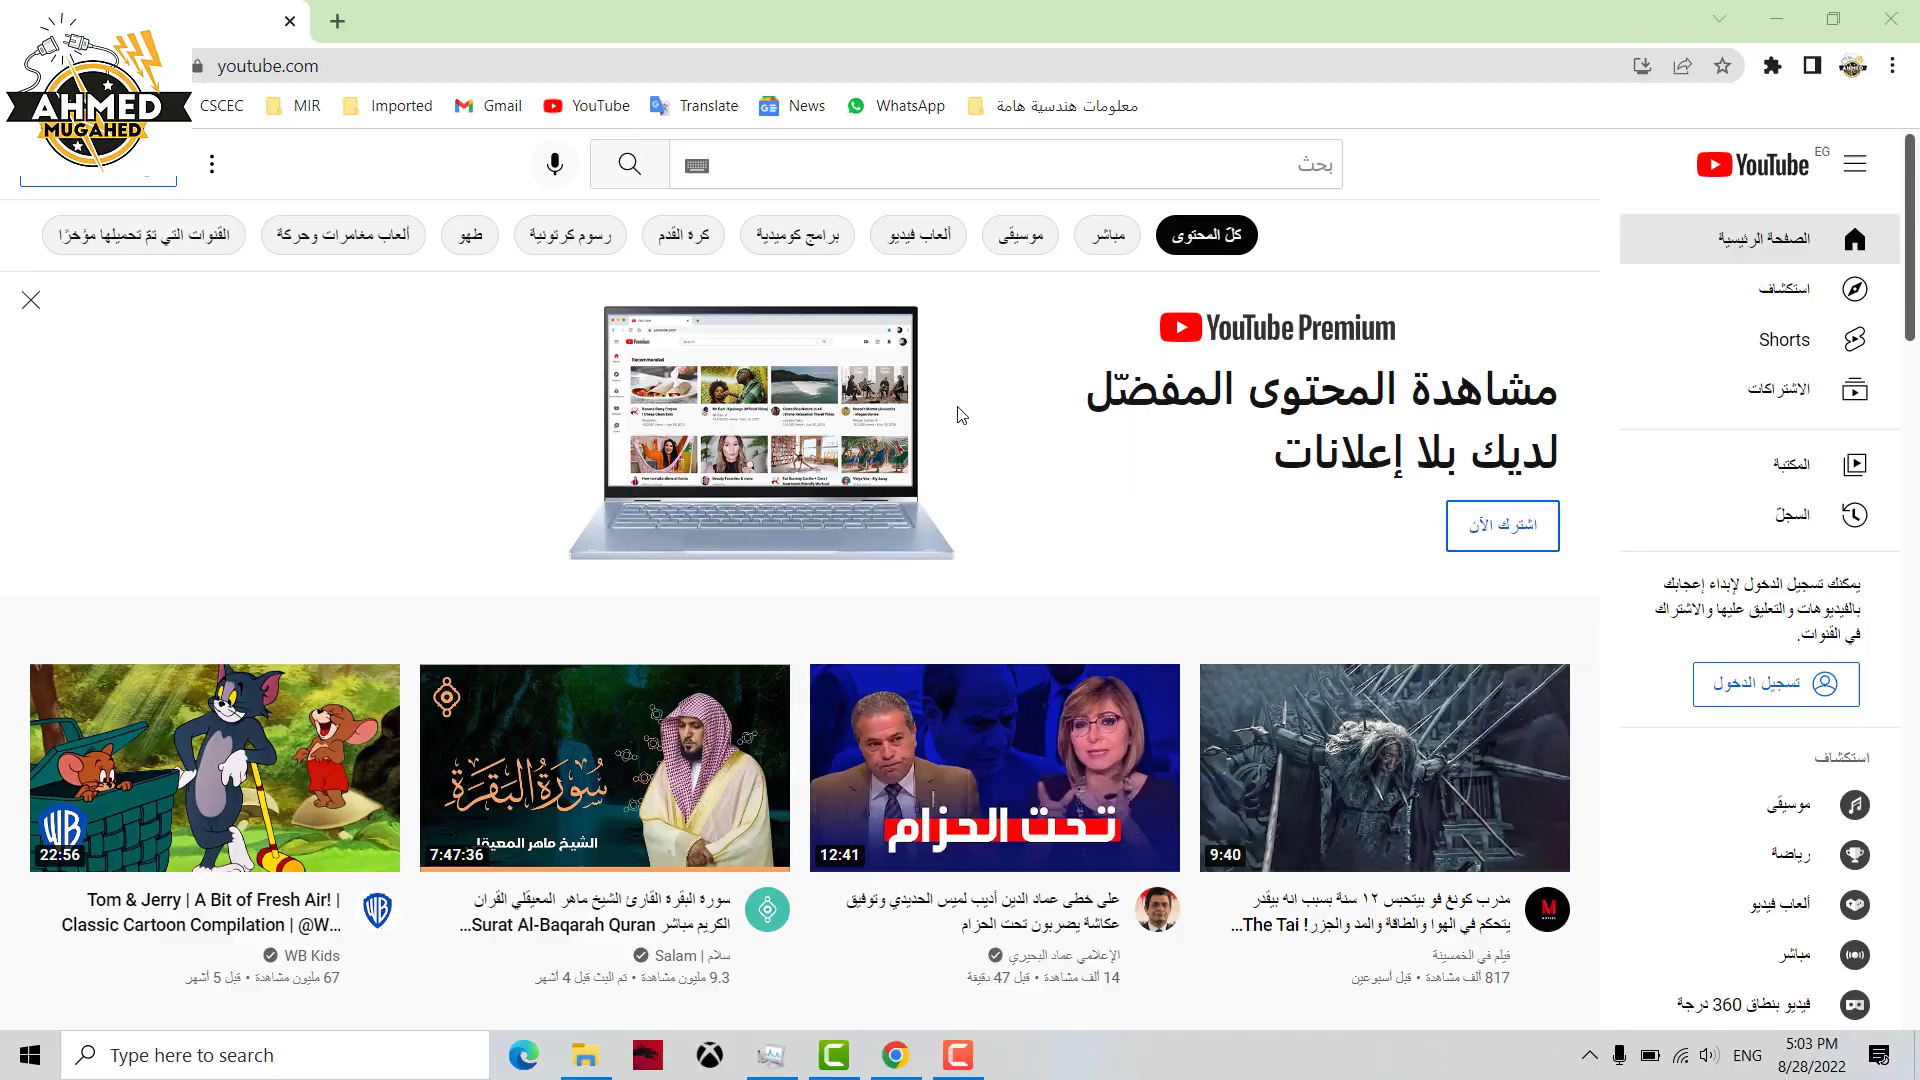 AHMED
MUGAHED
youtube.com
CSCEC
MIR
Imported
Gmail
YouTube
Translate
News
WhatsApp
معلومات هندسية هامة
بحث
YouTube
EG
كلّ المحتوى
مباشر
موسيقى
ألعاب فيديو
برامج كوميدية
كرة القدم
رسوم كرتونية
طهو
ألعاب مغامرات وحركة
القنوات التي تمّ تحميلها مؤخرًا
الصفحة الرئيسية
استكشاف
Shorts
الاشتراكات
المكتبة
السجلّ
يمكنك تسجيل الدخول لإبداء إعجابك
بالفيديوهات والتعليق عليها والاشتراك
في القنوات.
تسجيل الدخول
استكشاف
موسيقى
رياضة
ألعاب فيديو
مباشر
فيديو بنطاق 360 درجة
YouTube Premium
مشاهدة المحتوى المفضّل
لديك بلا إعلانات
اشترك الآن
Recommended
9:40
مدرب كونغ فو بيتحبس ١٢ سنة بسبب انه بيقدر
يتحكم في الهوا والطاقة والمد والجزر! The Tai...
فيلم في الخمسينة
817 ألف مشاهدة • قبل أسبوعين
تحت الحزام
12:41
على خطى عماد الدين أديب لميس الحديدي وتوفيق
عكاشة يضربون تحت الحزام
الإعلامي عماد البحيري
14 ألف مشاهدة • قبل 47 دقيقة
سُورَةُ البَقَرَة
الشيخ ماهر المعيقلي
7:47:36
سورة البقرة القارئ الشيخ ماهر المعيقلي القران
الكريم مباشر Surat Al-Baqarah Quran...
سلام | Salam
9.3 مليون مشاهدة • تم البث قبل 4 أشهر
WB
22:56
Tom & Jerry | A Bit of Fresh Air! |
Classic Cartoon Compilation | @W...
WB Kids
67 مليون مشاهدة • قبل 5 أشهر
Type here to search
ENG
5:03 PM
8/28/2022